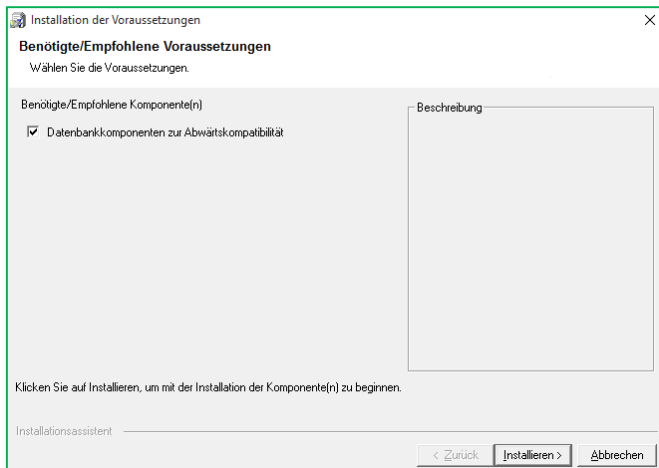 Installation der Voraussetzungen
Benötigte/Empfohlene Voraussetzungen
Wählen Sie die Voraussetzungen.
Benötigte/Empfohlene Komponente(n)
Beschreibung
Datenbankkomponenten zur Abwärtskompatibilität
Klicken Sie auf Installieren, um mit der Installation der Komponente(n) zu beginnen.
Installationsassistent
< Zurück Installieren > Abbrechen